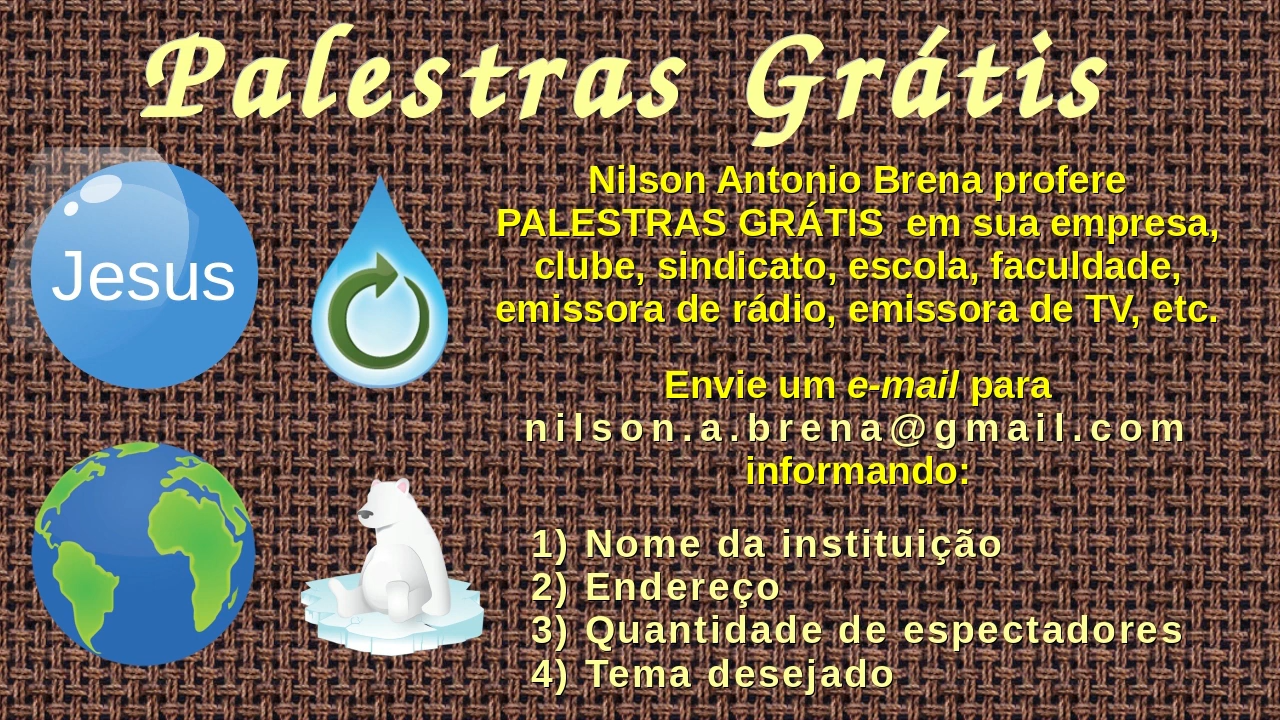 Palestras Grátis
Jesus
Nilson Antonio Brena profere
PALESTRAS GRÁTIS em sua empresa,
clube, sindicato, escola, faculdade,
emissora de rádio, emissora de TV, etc.
Envie um e-mail para
nilson.a.brena@gmail.com
informando:
1) Nome da instituição
2) Endereço
3) Quantidade de espectadores
4) Tema desejado